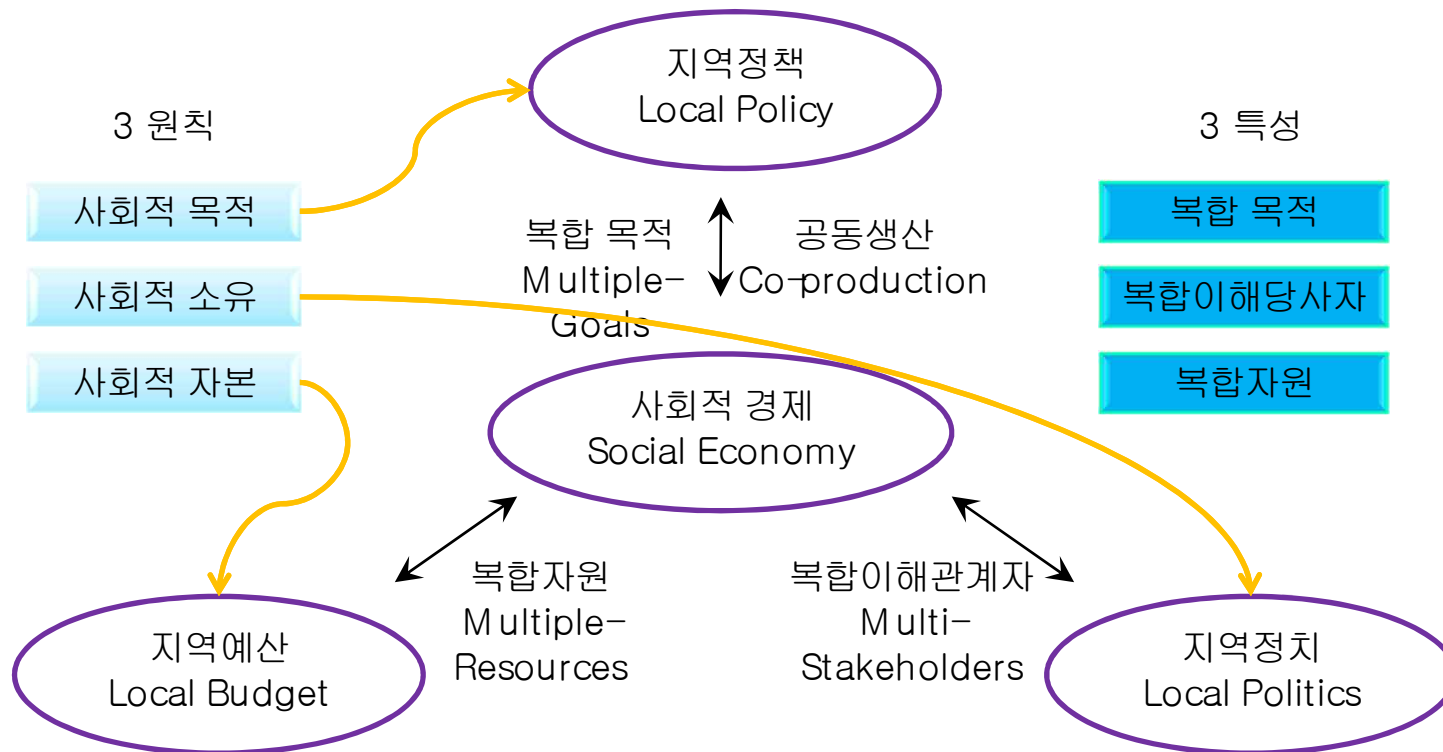 지역정책
Local Policy
3 원칙
사회적 목적
사회적 소유
사회적 자본
3 특성
복합 목적
복합이해당사자
복합자원
복합 목적
Multiple-
Goals
공동생산
Co-production
사회적 경제
Social Economy
복합자원
Multiple-
Resources
복합이해관계자
Multi-
Stakeholders
지역예산
Local Budget
지역정치
Local Politics